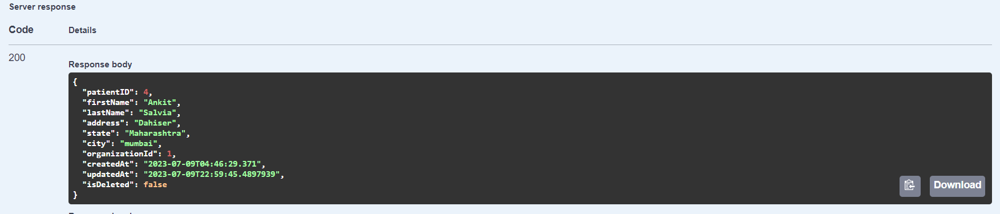 Server response
Code Details
200
Response body
{
  "patientID": 4,
  "firstName": "Ankit",
  "lastName": "Salvia",
  "address": "Dahiser",
  "state": "Maharashtra",
  "city": "mumbai",
  "organizationId": 1,
  "createdAt": "2023-07-09T04:46:29.371",
  "updatedAt": "2023-07-09T22:59:45.4897939",
  "isDeleted": false
}
Download